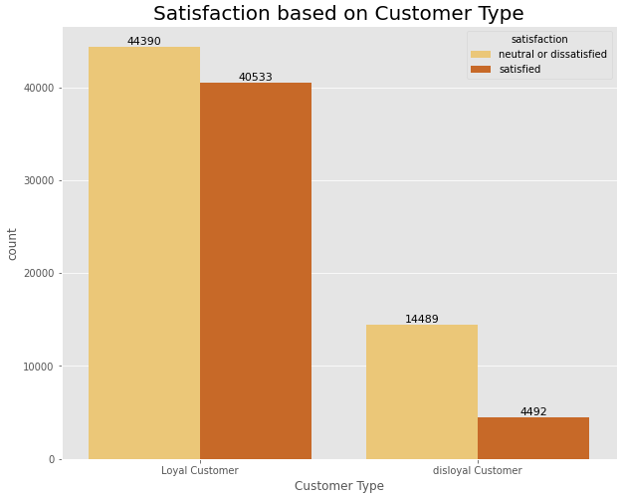 Satisfaction based on Customer Type
satisfaction
neutral or dissatisfied
satisfied
44390
40533
14489
4492
count
40000
30000
20000
10000
0
Loyal Customer
disloyal Customer
Customer Type